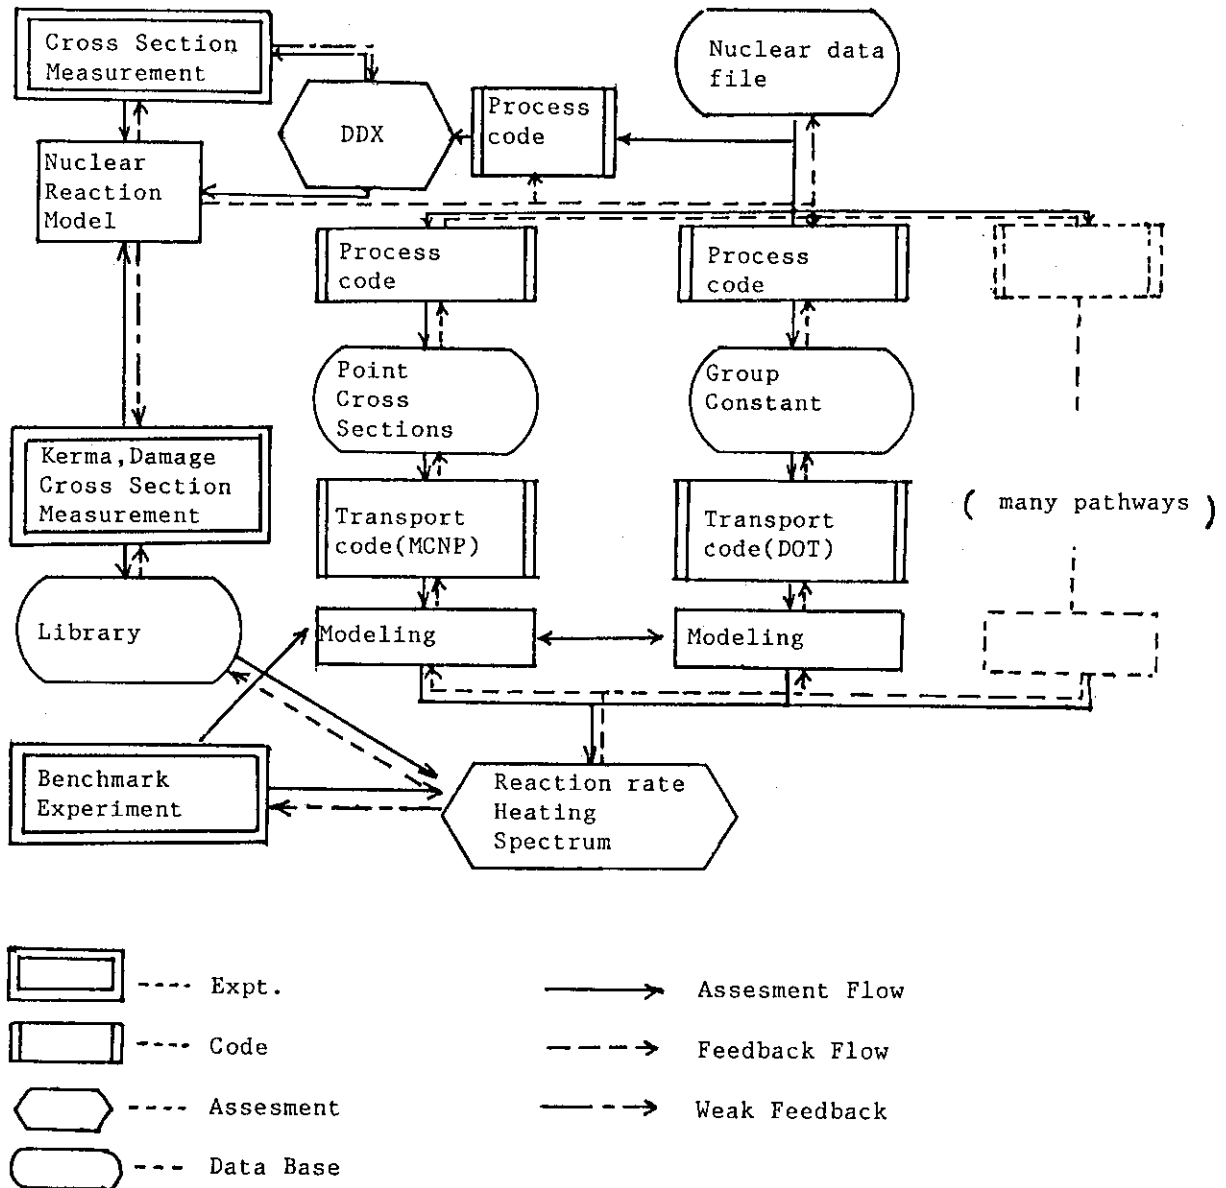 Cross Section
Measurement
Nuclear data
file
DDX
Process
code
Nuclear
Reaction
Model
Process
code
Process
code
Point
Cross
Sections
Group
Constant
Kerma,Damage
Cross Section
Measurement
Transport
code(MCNP)
Transport
code(DOT)
( many pathways )
Library
Modeling
Modeling
Benchmark
Experiment
Reaction rate
Heating
Spectrum
---- Expt.
---- Code
---- Assesment
--- Data Base
Assesment Flow
Feedback Flow
Weak Feedback